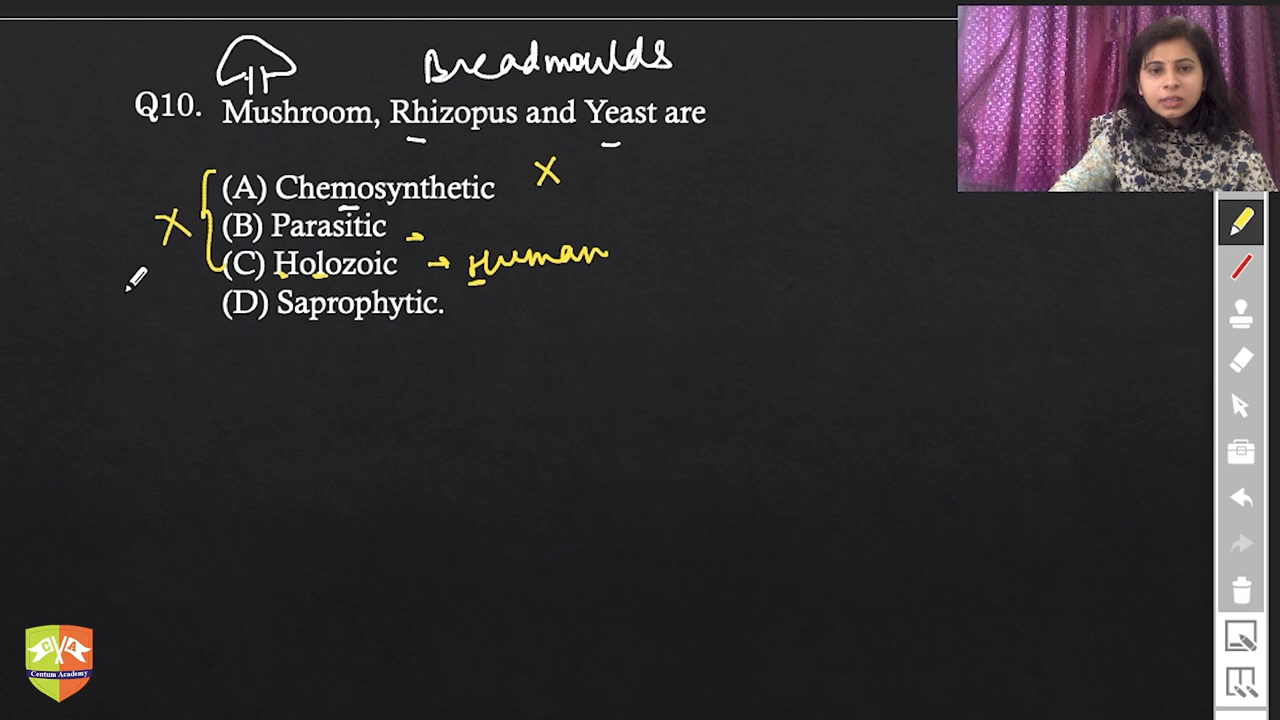 Breadmoulds
Q10. Mushroom, Rhizopus and Yeast are
(A) Chemosynthetic X
X (B) Parasitic
(C) Holozoic → Human
(D) Saprophytic.
C A
Centum Academy